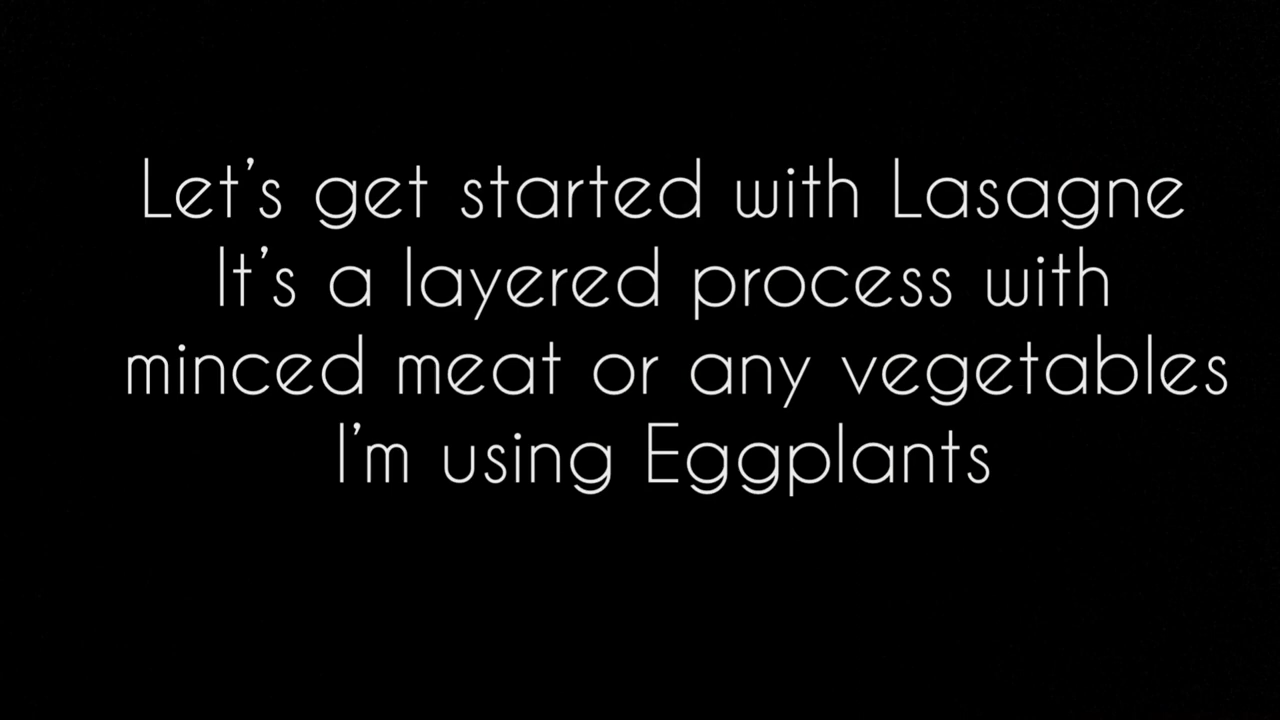 Let's get started with Lasagne
It's a layered process with
minced meat or any vegetables
I'm using Eggplants